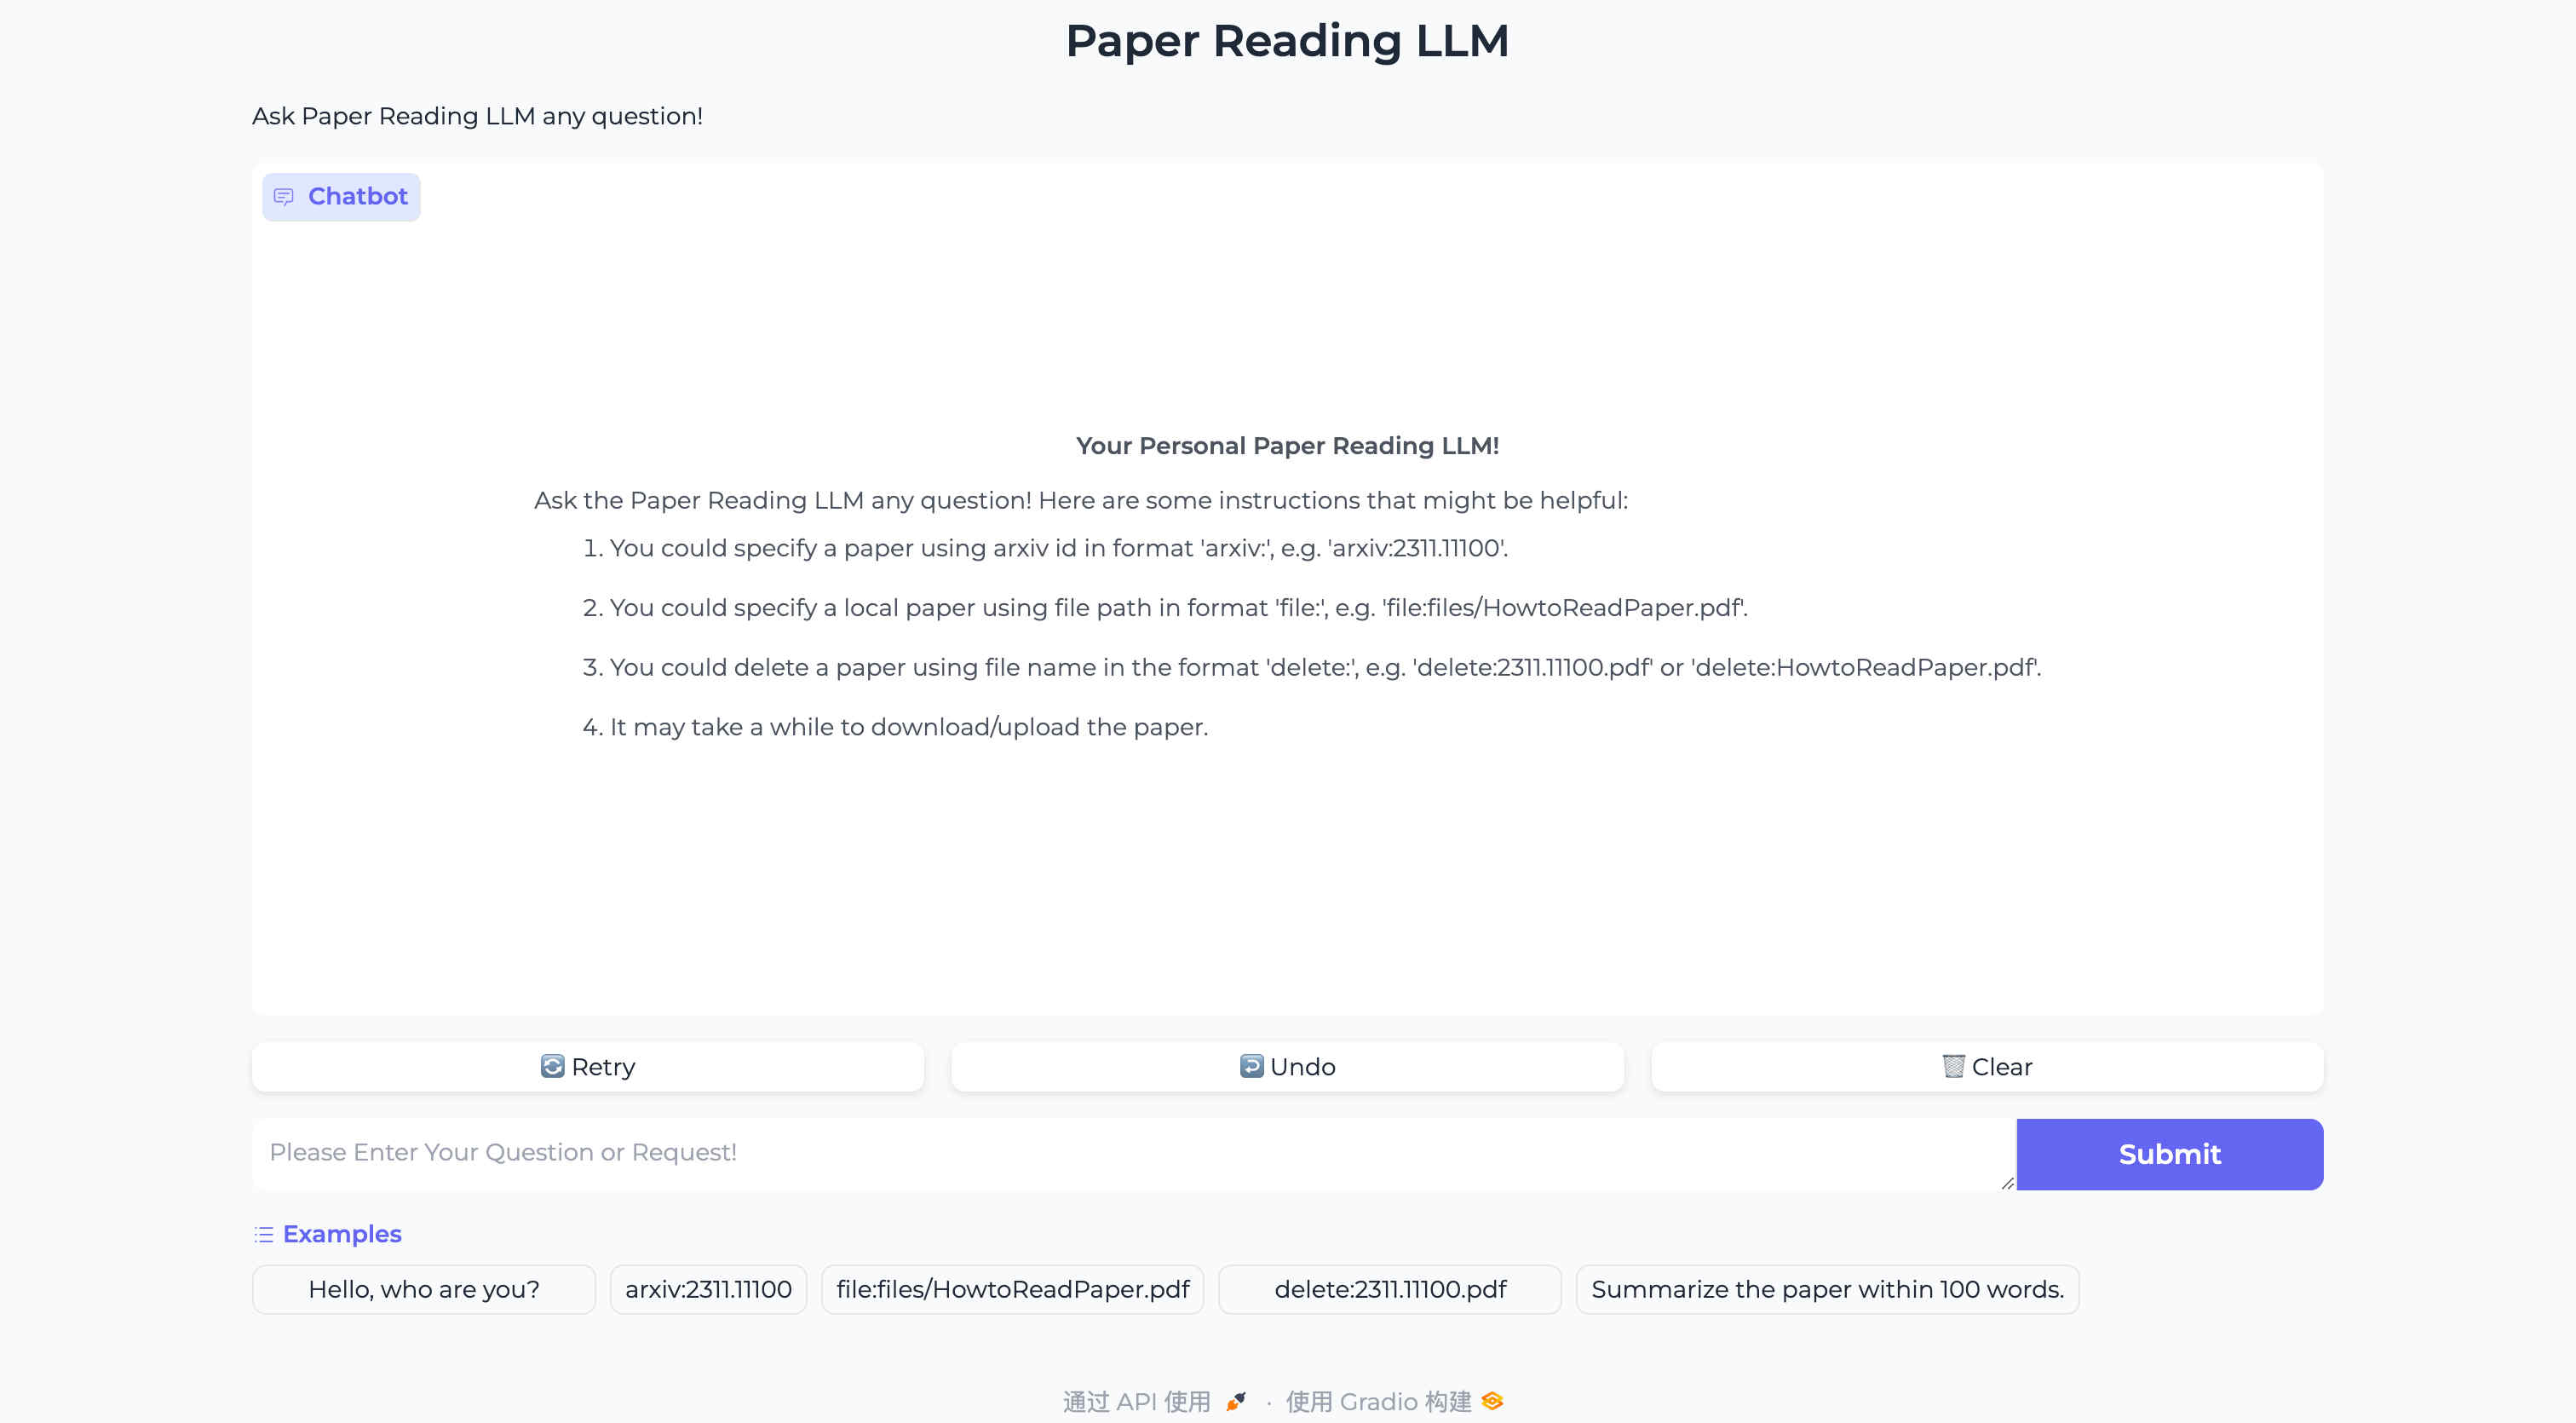 Paper Reading LLM
Ask Paper Reading LLM any question!
Chatbot
Your Personal Paper Reading LLM!
Ask the Paper Reading LLM any question! Here are some instructions that might be helpful:
1. You could specify a paper using arxiv id in format 'arxiv:', e.g. 'arxiv:2311.11100'.
2. You could specify a local paper using file path in format 'file:', e.g. 'file:files/HowtoReadPaper.pdf'.
3. You could delete a paper using file name in the format 'delete:', e.g. 'delete:2311.11100.pdf' or 'delete:HowtoReadPaper.pdf'.
4. It may take a while to download/upload the paper.
Retry Undo Clear
Please Enter Your Question or Request! Submit
Examples
Hello, who are you? arxiv:2311.11100 file:files/HowtoReadPaper.pdf delete:2311.11100.pdf Summarize the paper within 100 words.
通过 API 使用 · 使用 Gradio 构建